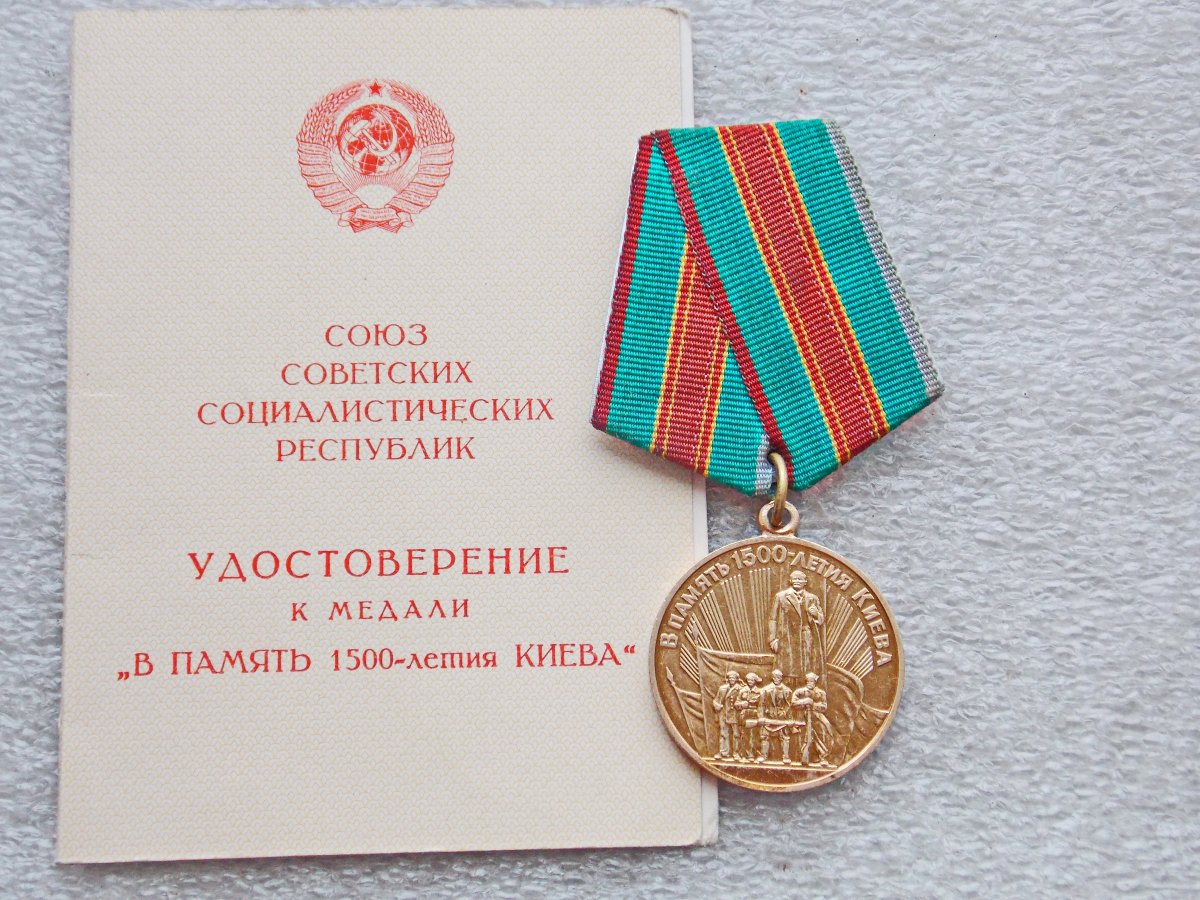 СОЮЗ
СОВЕТСКИХ
СОЦИАЛИСТИЧЕСКИХ
РЕСПУБЛИК
УДОСТОВЕРЕНИЕ
К МЕДАЛИ
„В ПАМЯТЬ 1500-летия КИЕВА“
В ПАМЯТЬ 1500-ЛЕТИЯ КИЕВА